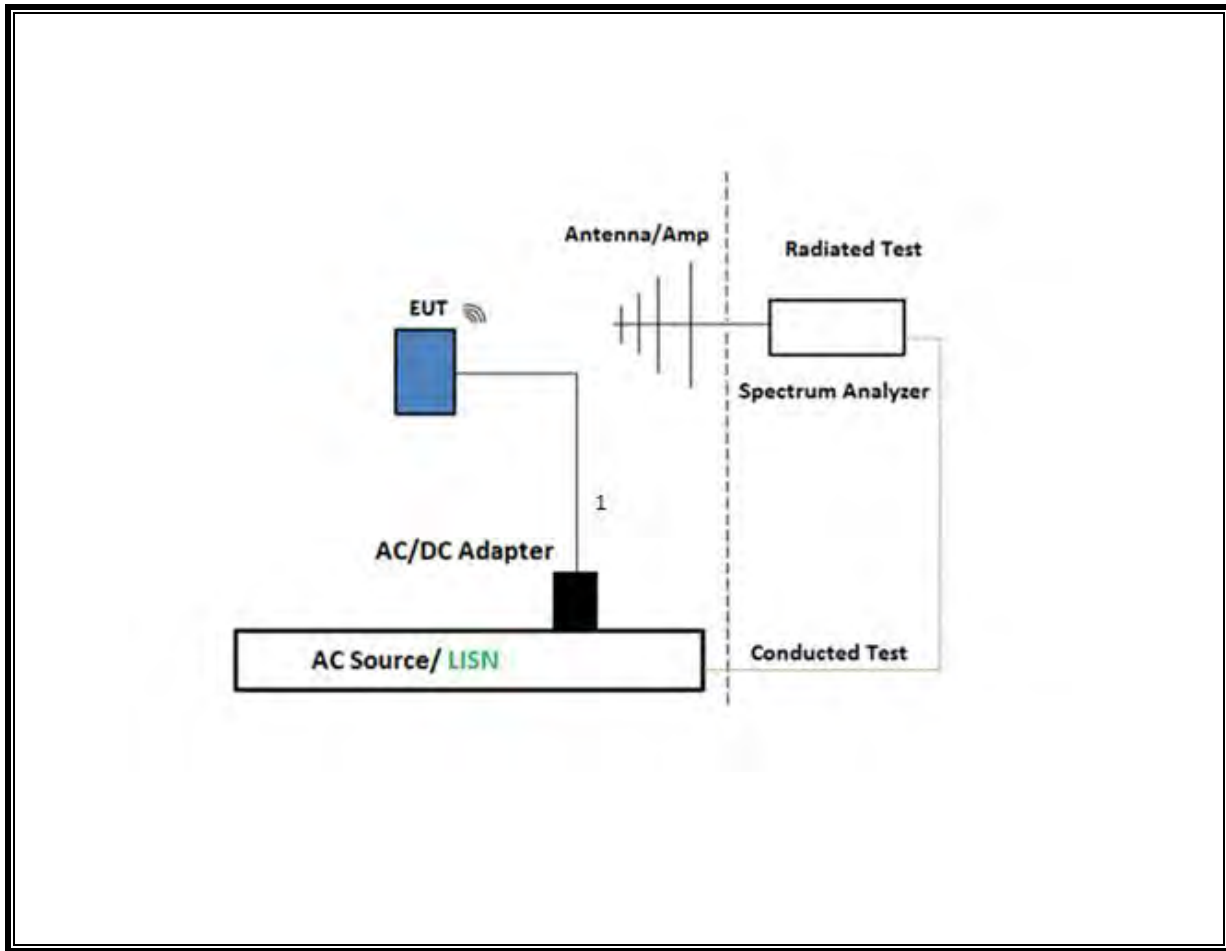 Antenna/Amp
Radiated Test
EUT
Spectrum Analyzer
1
AC/DC Adapter
AC Source/ LISN
Conducted Test